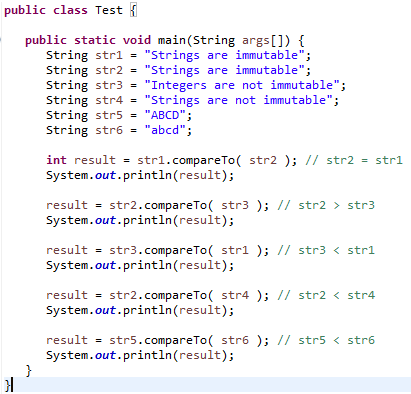 public class Test {
public static void main(String args[]) {
String str1 = "Strings are immutable";
String str2 = "Strings are immutable";
String str3 = "Integers are not immutable";
String str4 = "Strings are not immutable";
String str5 = "ABCD";
String str6 = "abcd";
int result = str1.compareTo( str2 ); // str2 = str1
System.out.println(result);
result = str2.compareTo( str3 ); // str2 > str3
System.out.println(result);
result = str3.compareTo( str1 ); // str3 < str1
System.out.println(result);
result = str2.compareTo( str4 ); // str2 < str4
System.out.println(result);
result = str5.compareTo( str6 ); // str5 < str6
System.out.println(result);
}
}